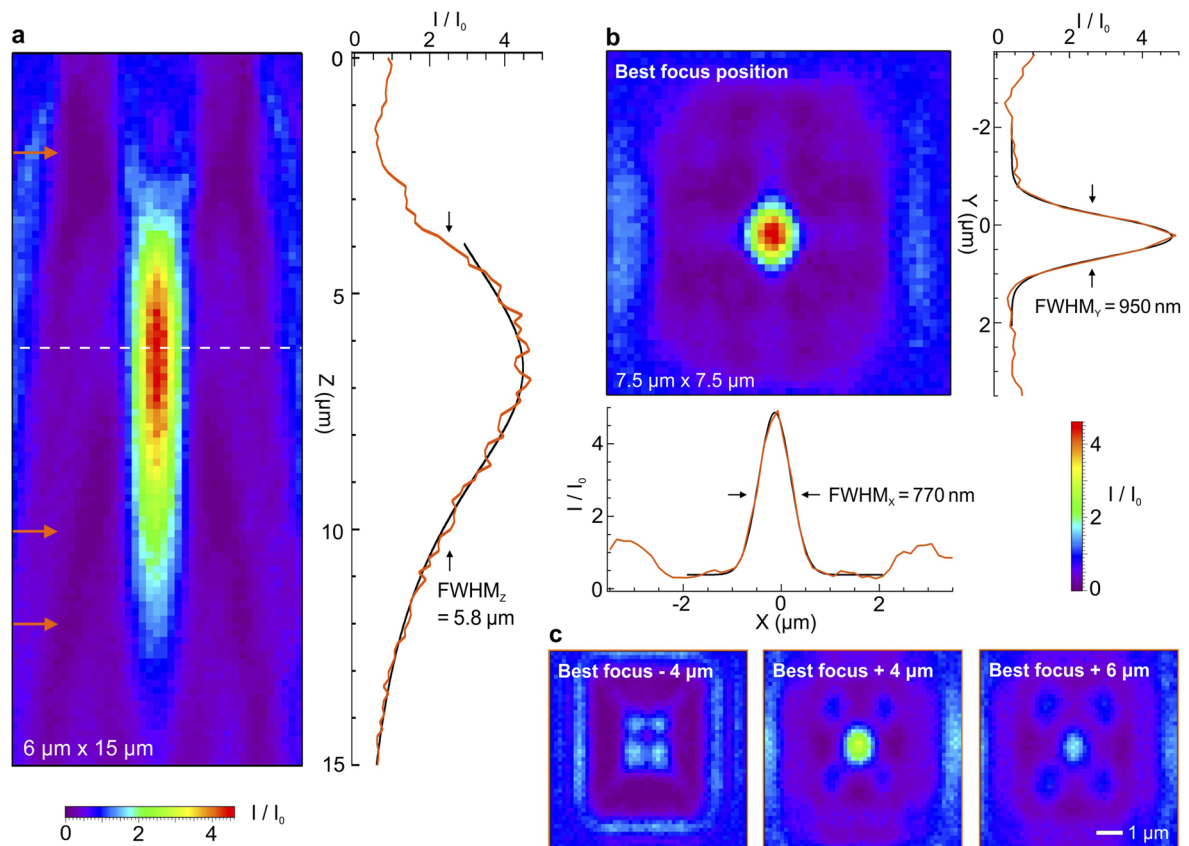 a
I / I₀
0 2 4
0
5
10
15
Z (µm)
FWHM_Z
= 5.8 µm
6 µm x 15 µm
0 2 4 I / I₀
b
Best focus position
7.5 µm x 7.5 µm
I / I₀
0 2 4
-2
0
2
Y (µm)
FWHM_Y = 950 nm
I / I₀
4
2
0
FWHM_X = 770 nm
-2 0 2
X (µm)
4
2
0
I / I₀
c
Best focus - 4 µm
Best focus + 4 µm
Best focus + 6 µm
1 µm